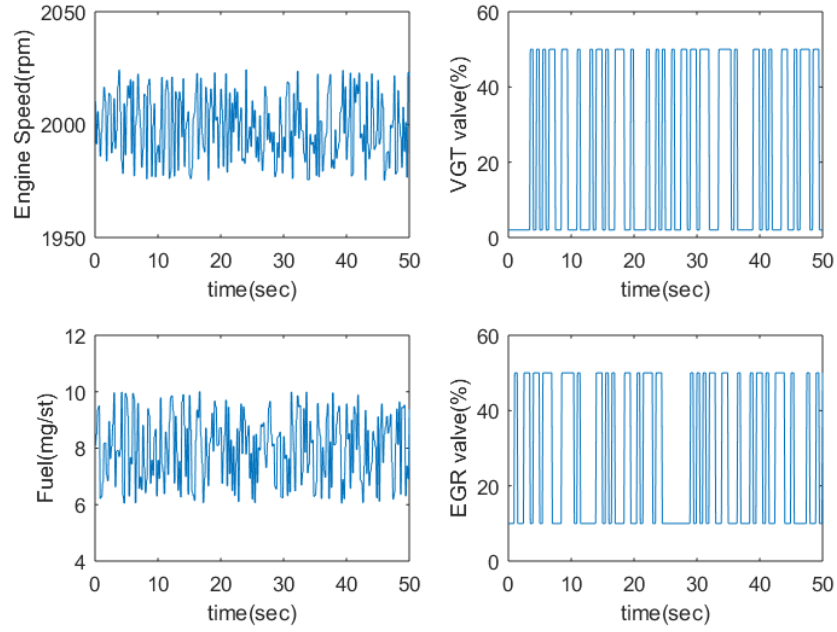 2050
2000
1950
Engine Speed(rpm)
0 10 20 30 40 50
time(sec)
60
40
20
0
VGT valve(%)
0 10 20 30 40 50
time(sec)
12
10
8
6
4
Fuel(mg/st)
0 10 20 30 40 50
time(sec)
60
40
20
0
EGR valve(%)
0 10 20 30 40 50
time(sec)